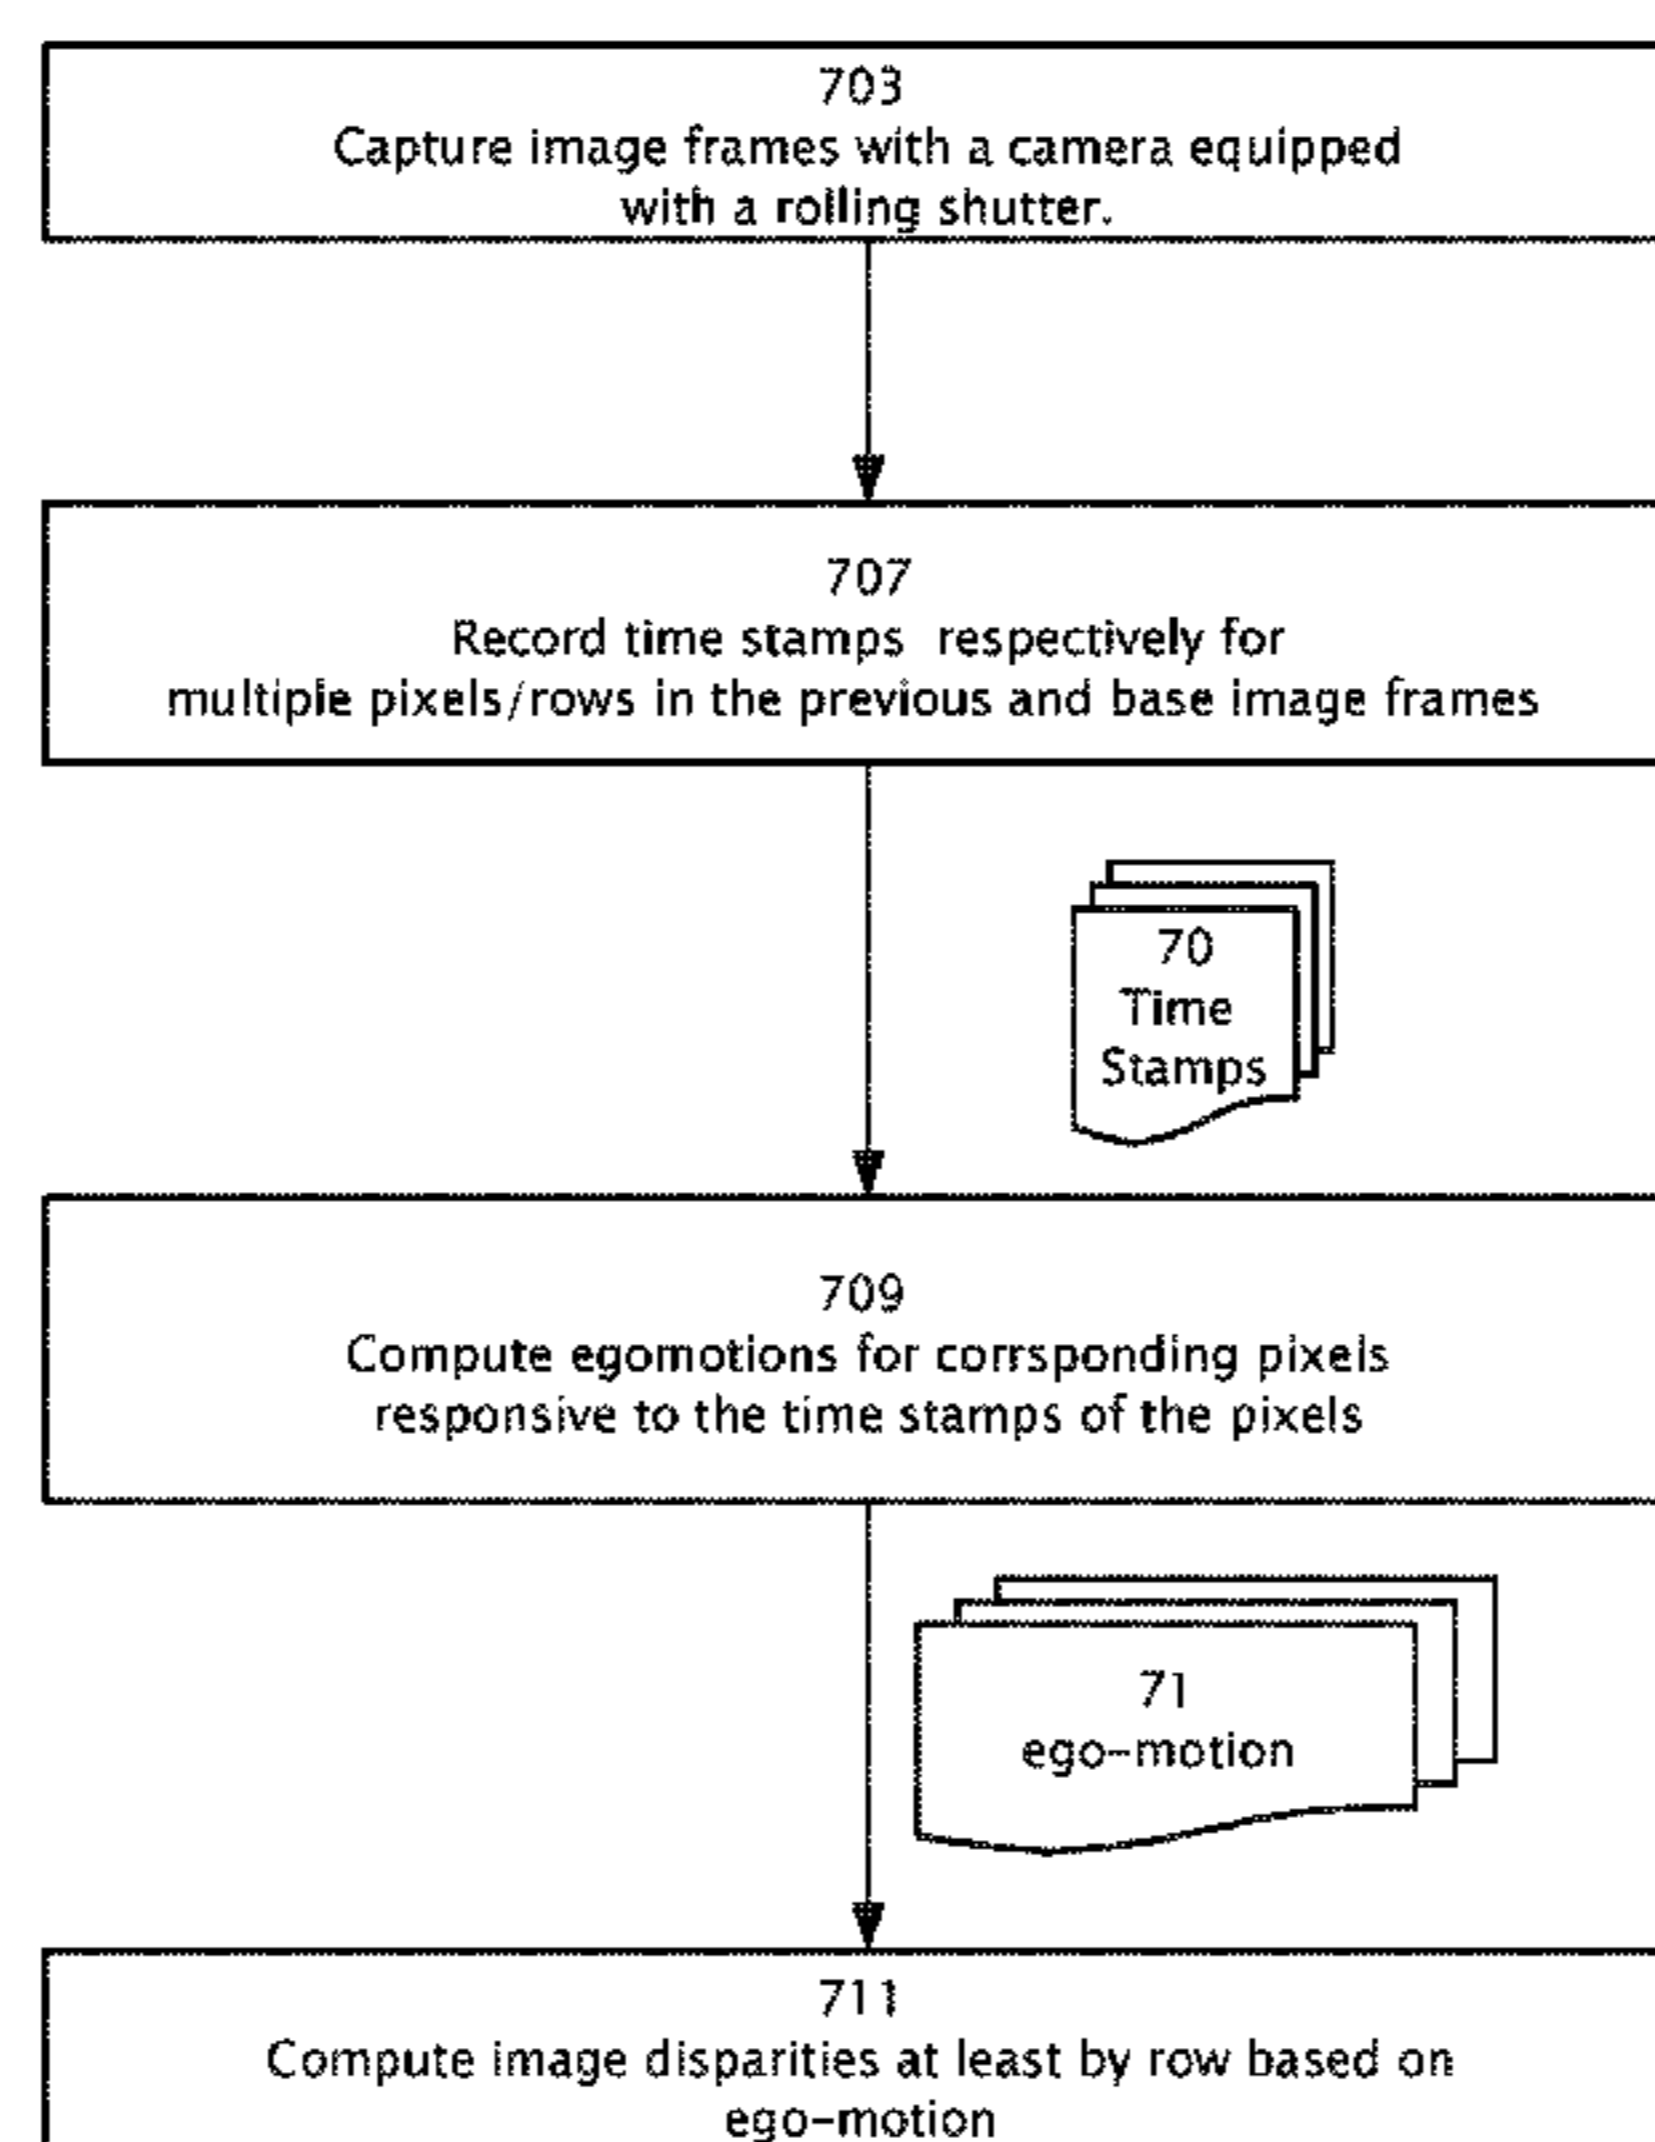 703
Capture image frames with a camera equipped
with a rolling shutter.
707
Record time stamps respectively for
multiple pixels/rows in the previous and base image frames
70
Time
Stamps
709
Compute egomotions for corrsponding pixels
responsive to the time stamps of the pixels
71
ego-motion
711
Compute image disparities at least by row based on
ego-motion